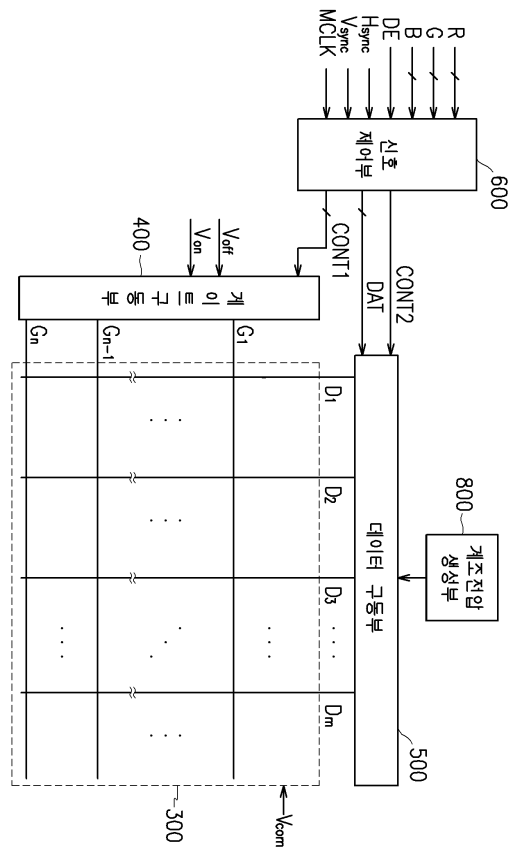 R
G
B
DE
Hsync
Vsync
MCLK
신호
제어부
600
CONT2
DAT
CONT1
Voff
Von
400
게이트 구동부
G1
Gn-1
Gn
800
계조전압
생성부
데이터 구동부
500
D1
D2
D3
Dm
Vcom
300